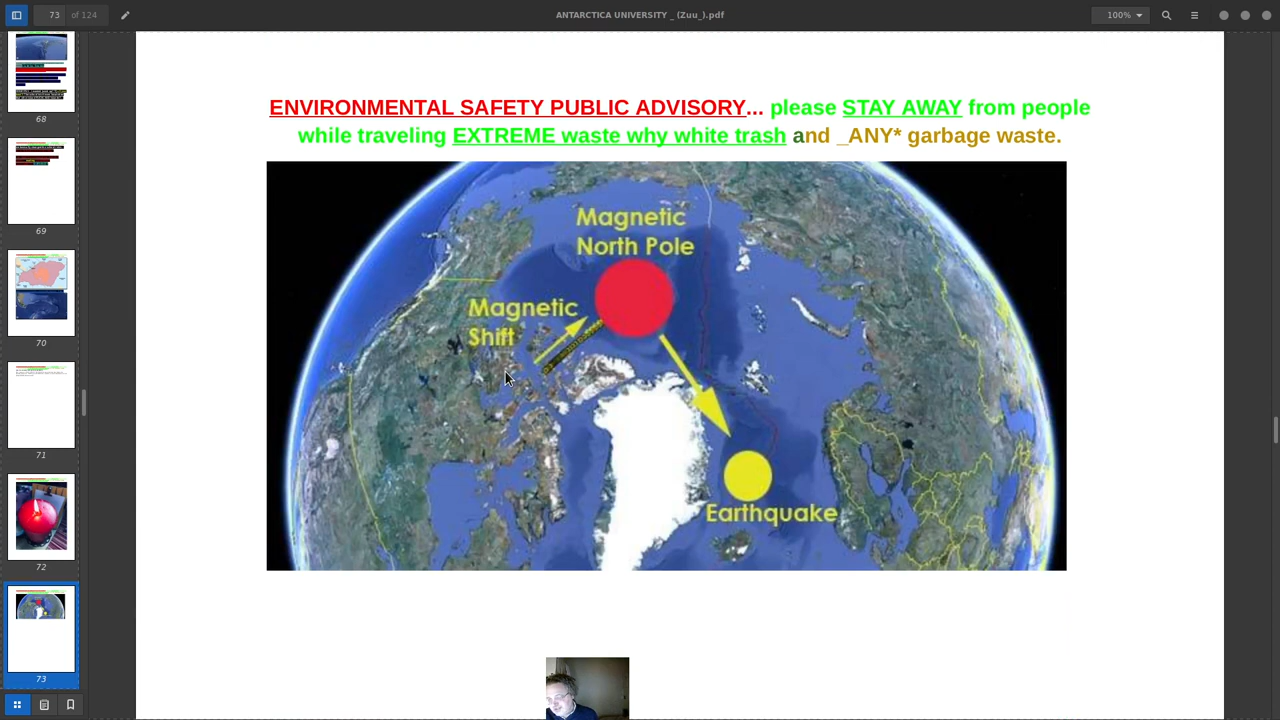 73 of 124
ANTARCTICA UNIVERSITY _ (Zuu_).pdf
100%
68
69
70
71
72
73
ENVIRONMENTAL SAFETY PUBLIC ADVISORY... please STAY AWAY from people
while traveling EXTREME waste why white trash and _ANY* garbage waste.
Magnetic
North Pole
Magnetic
Shift
Earthquake